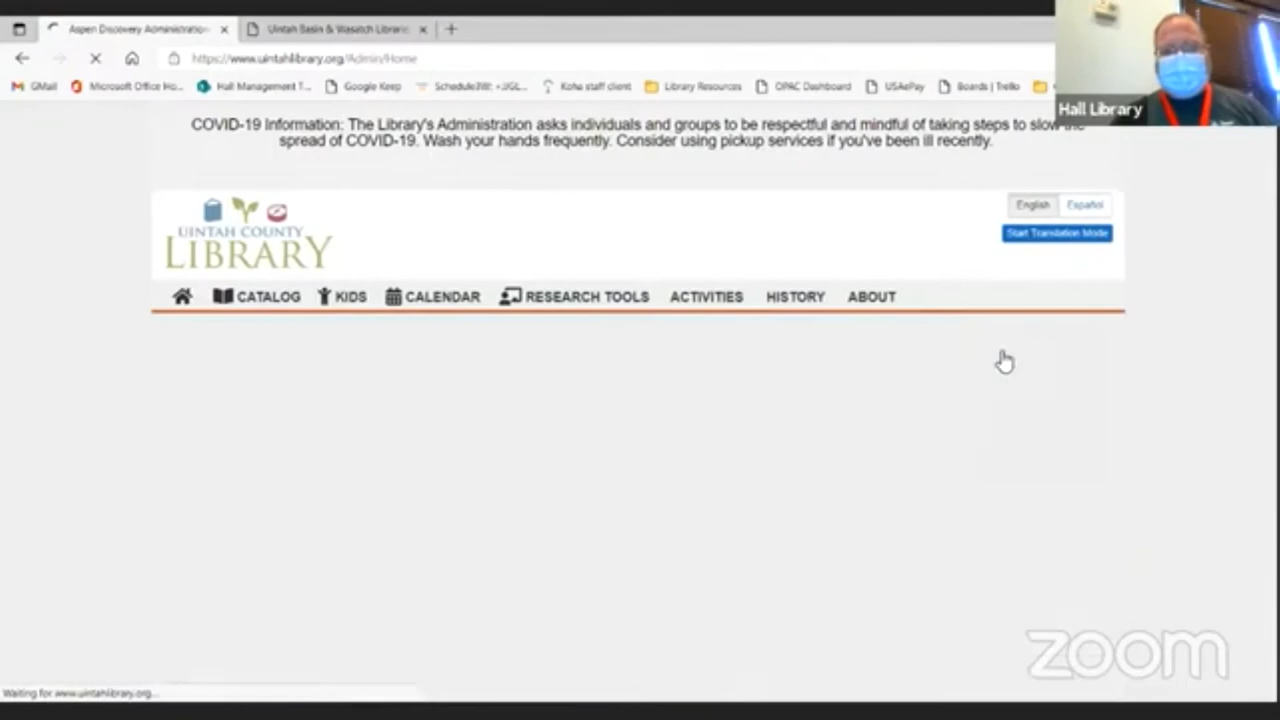 Aspen Discovery Administration
Uintah Basin & Wasatch Librarie
https://www.uintahlibrary.org/Admin/Home
GMail
Microsoft Office Ho...
Hall Management T...
Google Keep
Koha staff client
Library Resources
OPAC Dashboard
USAePay
Boards | Trello
Hall Library
COVID-19 Information: The Library's Administration asks individuals and groups to be respectful and mindful of taking steps to slow the
spread of COVID-19. Wash your hands frequently. Consider using pickup services if you've been ill recently.
English
Español
Start Translation Mode
UINTAH COUNTY
LIBRARY
CATALOG
KIDS
CALENDAR
RESEARCH TOOLS
ACTIVITIES
HISTORY
ABOUT
zoom
Waiting for www.uintahlibrary.org...